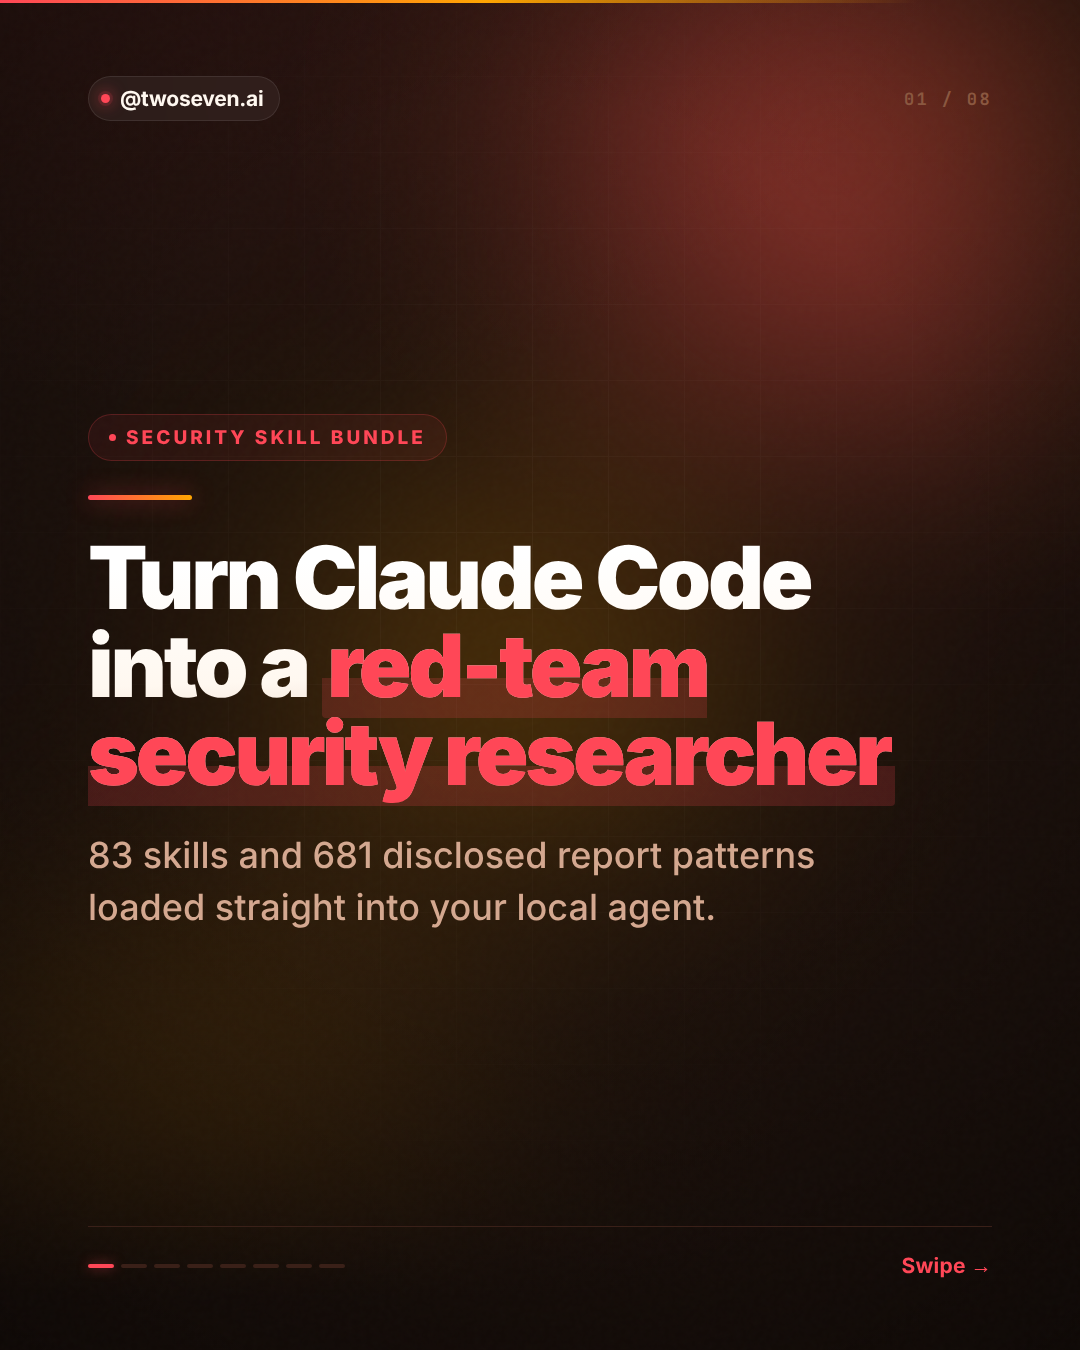 @twoseven.ai
01 / 08
• SECURITY SKILL BUNDLE
Turn Claude Code
into a red-team
security researcher
83 skills and 681 disclosed report patterns
loaded straight into your local agent.
Swipe →